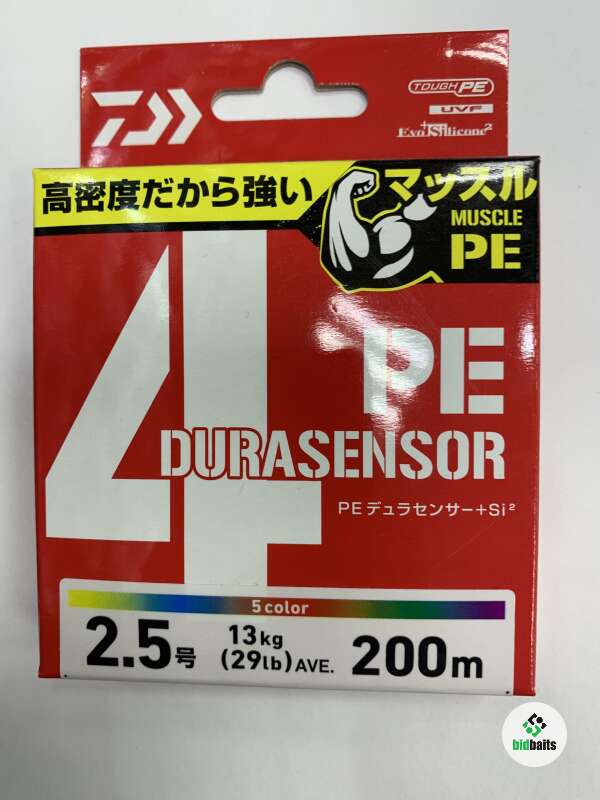 TOUGH PE
UVF
Evo+Silicone2
高密度だから強い
マッスル
MUSCLE
PE
4
PE
DURASENSOR
PEデュラセンサー+Si²
5color
2.5号 13kg (29lb) AVE. 200m
bidbaits